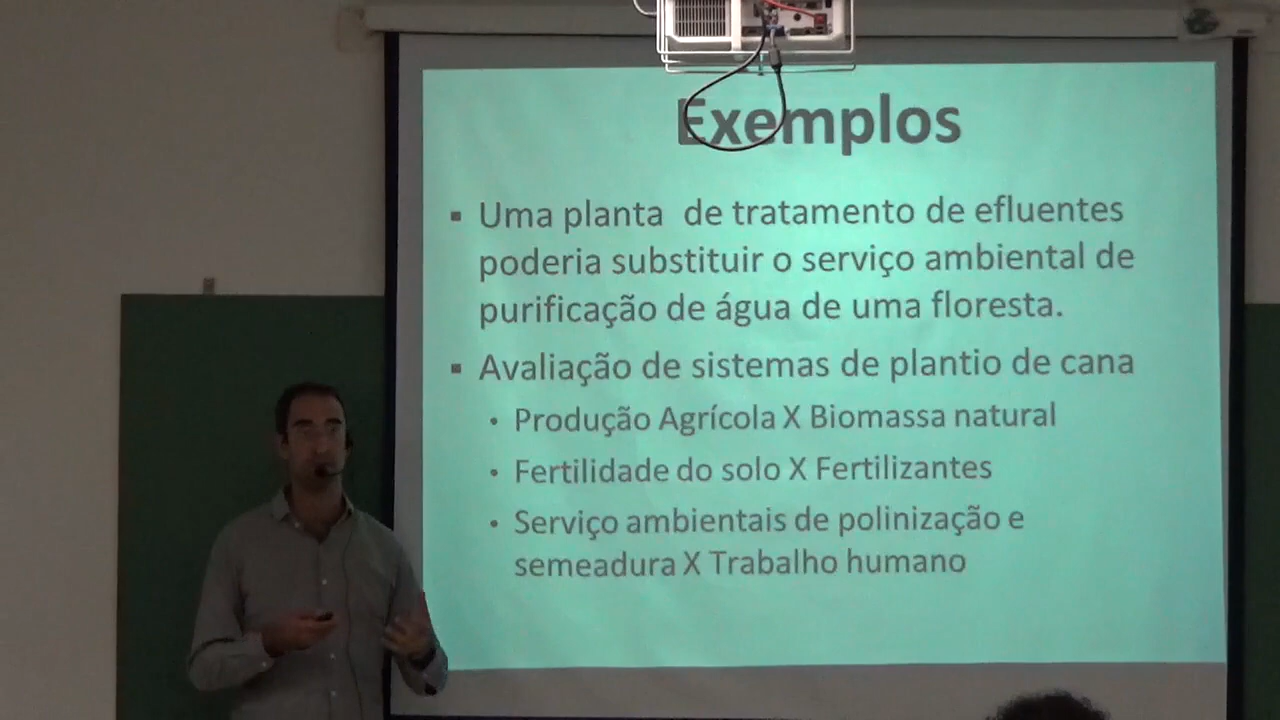 Exemplos
▪ Uma planta de tratamento de efluentes
poderia substituir o serviço ambiental de
purificação de água de uma floresta.
▪ Avaliação de sistemas de plantio de cana
• Produção Agrícola X Biomassa natural
• Fertilidade do solo X Fertilizantes
• Serviço ambientais de polinização e
semeadura X Trabalho humano